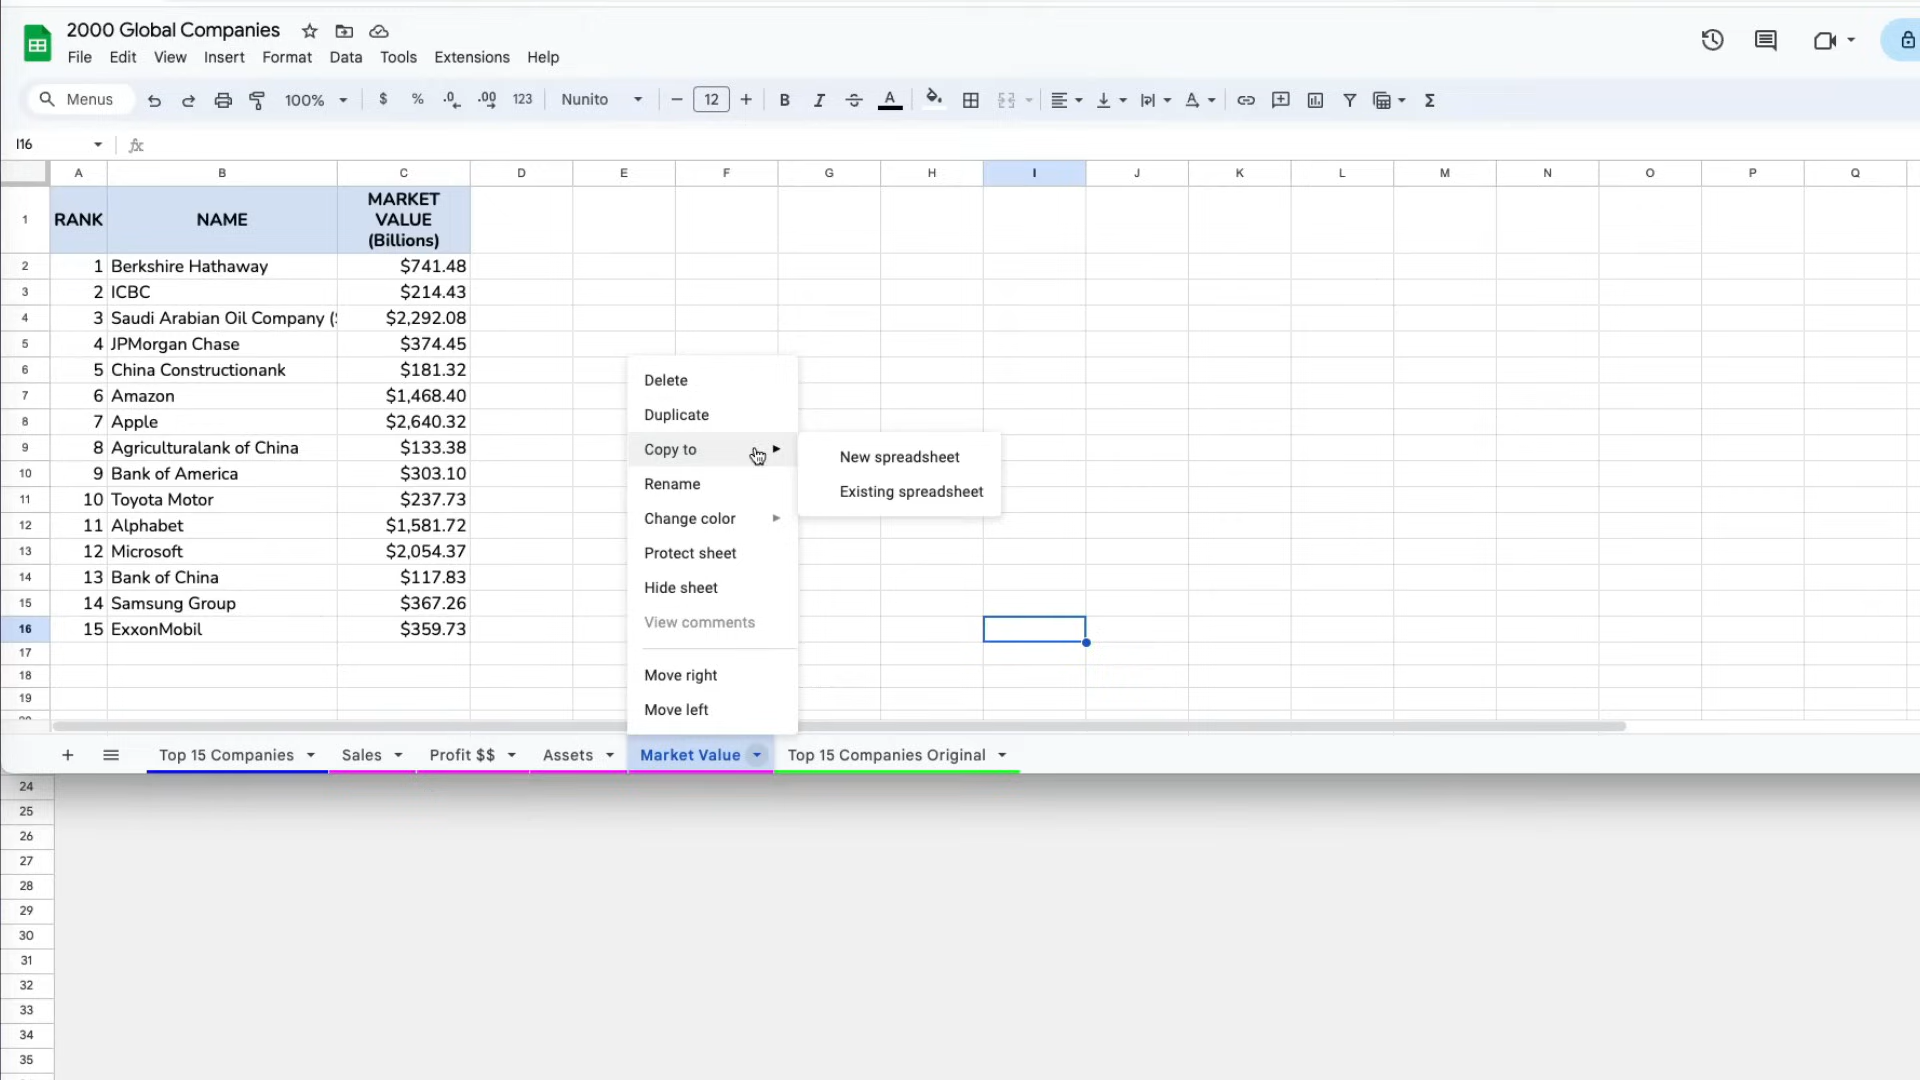 2000 Global Companies
File Edit View Insert Format Data Tools Extensions Help
Menus 100% $ % .0 .00 123 Nunito 12 B I S A A Σ
I16 fx
A B C D E F G H I J K L M N O P Q
1 RANK NAME MARKET VALUE (Billions)
2 1 Berkshire Hathaway $741.48
3 2 ICBC $214.43
4 3 Saudi Arabian Oil Company ( $2,292.08
5 4 JPMorgan Chase $374.45
6 5 China Constructionank $181.32
7 6 Amazon $1,468.40
8 7 Apple $2,640.32
9 8 Agriculturalank of China $133.38
10 9 Bank of America $303.10
11 10 Toyota Motor $237.73
12 11 Alphabet $1,581.72
13 12 Microsoft $2,054.37
14 13 Bank of China $117.83
15 14 Samsung Group $367.26
16 15 ExxonMobil $359.73
17
18
19
Delete
Duplicate
Copy to
Rename
Change color
Protect sheet
Hide sheet
View comments
Move right
Move left
New spreadsheet
Existing spreadsheet
Top 15 Companies Sales Profit $$ Assets Market Value Top 15 Companies Original
24
25
26
27
28
29
30
31
32
33
34
35